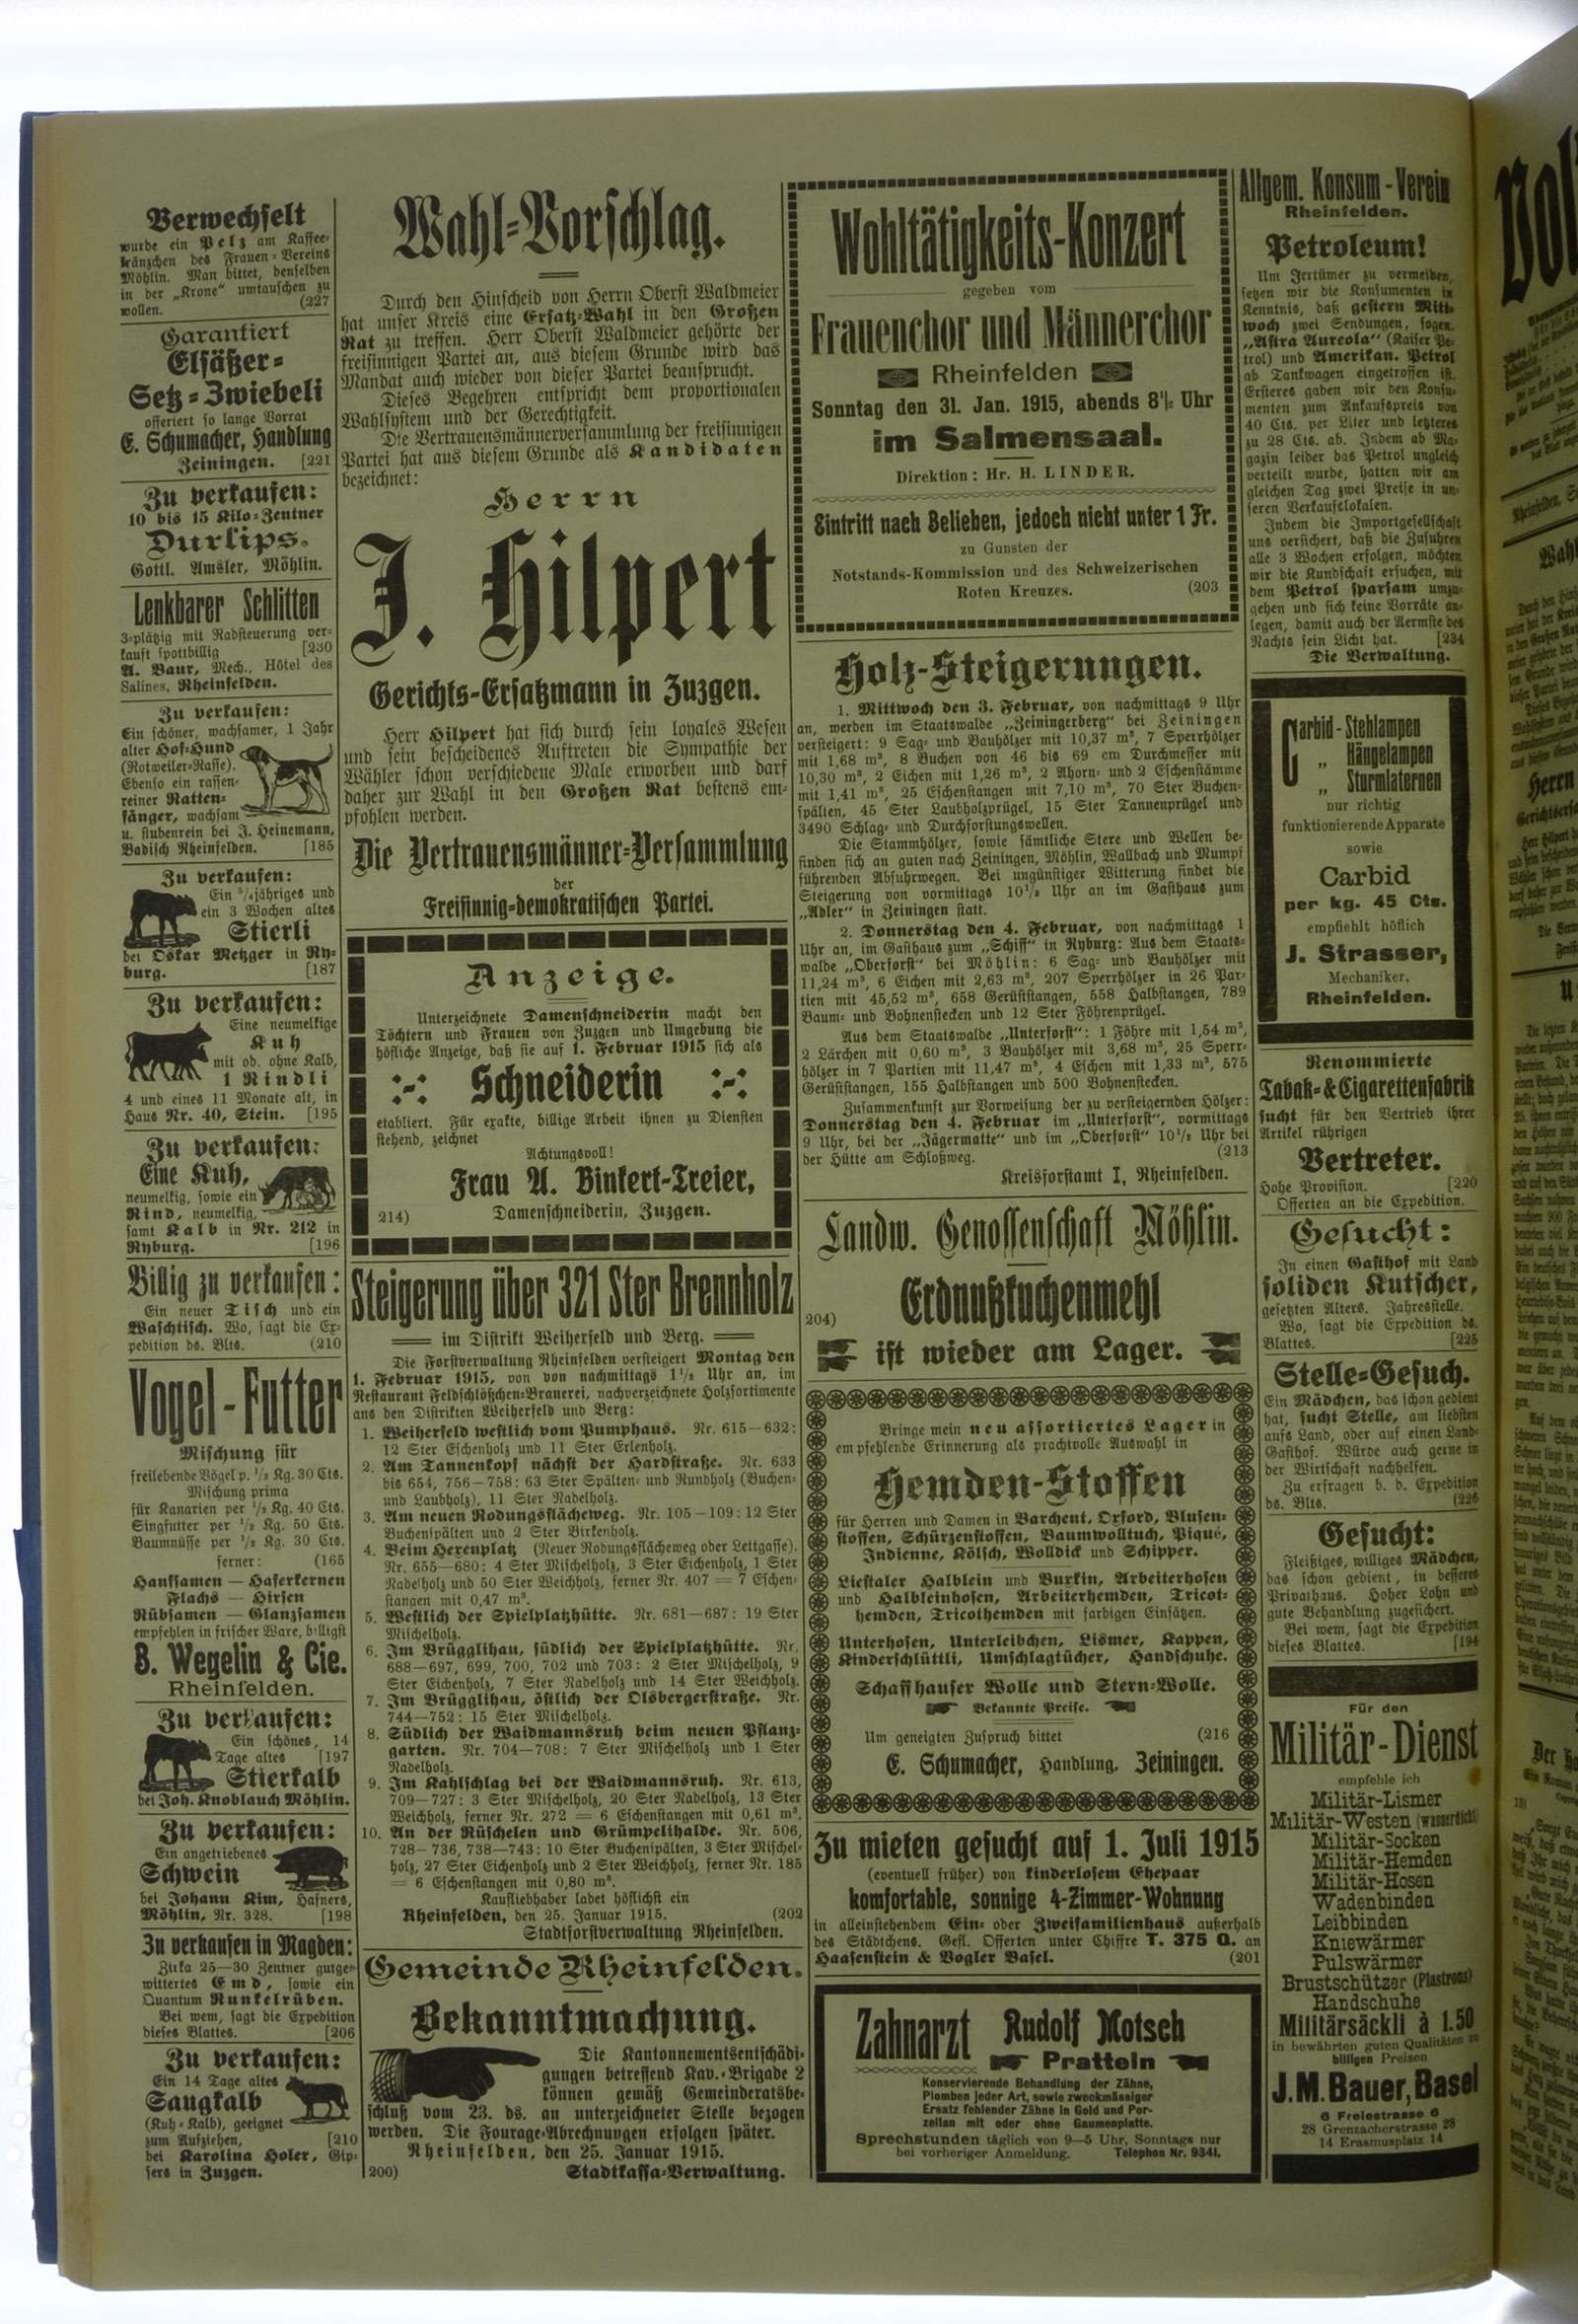 Verwechselt
wurde ein Pelz am Kaffee-
kränzchen des Frauen-Vereins
Möhlin. Man bittet, denselben
in der „Krone" umtauschen zu
wollen. (227
Garantiert
Elsäßer-
Setz-Zwiebeli
offeriert so lange Vorrat
E. Schumacher, Handlung
Zeiningen. [221
Zu verkaufen:
10 bis 15 Kilo-Zentner
Durlips.
Gottl. Amsler, Möhlin.
Lenkbarer Schlitten
3-plätzig mit Radsteuerung ver-
kauft spottbillig [230
A. Baur, Mech., Hôtel des
Salines, Rheinfelden.
Zu verkaufen:
Ein schöner, wachsamer, 1 Jahr
alter Hof-Hund
(Rotweiler-Rasse).
Ebenso ein rassen-
reiner Ratten-
fänger, wachsam
u. stubenrein bei J. Heinemann,
Badisch Rheinfelden. [185
Zu verkaufen:
Ein ⁵/₄jähriges und
ein 3 Wochen altes
Stierli
bei Oskar Metzger in Ry-
burg. [187
Zu verkaufen:
Eine neumelkige
Kuh
mit od. ohne Kalb,
1 Rindli
4 und eines 11 Monate alt, in
Haus Nr. 40, Stein. [195
Zu verkaufen:
Eine Kuh,
neumelkig, sowie ein
Rind, neumelkig,
samt Kalb in Nr. 212 in
Ryburg. [196
Billig zu verkaufen:
Ein neuer Tisch und ein
Waschtisch. Wo, sagt die Ex-
pedition ds. Blts. (210
Vogel-Futter
Mischung für
freilebende Vögel p. ½ Kg. 30 Cts.
Mischung prima
für Kanarien per ½ Kg. 40 Cts.
Singfutter per ½ Kg. 50 Cts.
Baumnüsse per ½ Kg. 30 Cts.
ferner: (165
Hanfsamen — Haferkernen
Flachs — Hirsen
Rübsamen — Glanzsamen
empfehlen in frischer Ware, billigst
B. Wegelin & Cie.
Rheinfelden.
Zu verkaufen:
Ein schönes, 14
Tage altes [197
Stierkalb
bei Joh. Knoblauch Möhlin.
Zu verkaufen:
Ein angetriebenes
Schwein
bei Johann Kim, Hafners,
Möhlin, Nr. 328. [198
Zu verkaufen in Magden:
Zirka 25—30 Zentner gutge-
wittertes Emd, sowie ein
Quantum Runkelrüben.
Bei wem, sagt die Expedition
dieses Blattes. [206
Zu verkaufen:
Ein 14 Tage altes
Saugkalb
(Kuh-Kalb), geeignet
zum Aufziehen, [210
bei Karolina Holer, Gip-
sers in Zuzgen.
Wahl-Vorschlag.
Durch den Hinscheid von Herrn Oberst Waldmeier
hat unser Kreis eine Ersatz-Wahl in den Großen
Rat zu treffen. Herr Oberst Waldmeier gehörte der
freisinnigen Partei an, aus diesem Grunde wird das
Mandat auch wieder von dieser Partei beansprucht.
Dieses Begehren entspricht dem proportionalen
Wahlsystem und der Gerechtigkeit.
Die Vertrauensmännerversammlung der freisinnigen
Partei hat aus diesem Grunde als Kandidaten
bezeichnet:
Herrn
J. Hilpert
Gerichts-Ersatzmann in Zuzgen.
Herr Hilpert hat sich durch sein loyales Wesen
und sein bescheidenes Auftreten die Sympathie der
Wähler schon verschiedene Male erworben und darf
daher zur Wahl in den Großen Rat bestens em-
pfohlen werden.
Die Vertrauensmänner-Versammlung
der
Freisinnig-demokratischen Partei.
Anzeige.
Unterzeichnete Damenschneiderin macht den
Töchtern und Frauen von Zuzgen und Umgebung die
höfliche Anzeige, daß sie auf 1. Februar 1915 sich als
:-: Schneiderin :-:
etabliert. Für exakte, billige Arbeit ihnen zu Diensten
stehend, zeichnet
Achtungsvoll!
Frau A. Binkert-Treier,
214) Damenschneiderin, Zuzgen.
Steigerung über 321 Ster Brennholz
im Distrikt Weiherfeld und Berg.
Die Forstverwaltung Rheinfelden versteigert Montag den
1. Februar 1915, von von nachmittags 1½ Uhr an, im
Restaurant Feldschlößchen-Brauerei, nachverzeichnete Holzsortimente
aus den Distrikten Weiherfeld und Berg:
1. Weiherfeld westlich vom Pumphaus. Nr. 615—632:
12 Ster Eschenholz und 11 Ster Erlenholz.
2. Am Tannenkopf nächst der Hardstraße. Nr. 633
bis 654, 756—758: 63 Ster Spälten- und Rundholz (Buchen-
und Laubholz), 11 Ster Nadelholz.
3. Am neuen Rodungsflächeweg. Nr. 105—109: 12 Ster
Buchenspälten und 2 Ster Birkenholz.
4. Beim Herenplatz (Neuer Rodungsflächeweg oder Lettgasse).
Nr. 655—680: 4 Ster Mischelholz, 3 Ster Eichenholz, 1 Ster
Nadelholz und 50 Ster Weichholz, ferner Nr. 407 = 7 Eschen-
stangen mit 0,47 m³.
5. Westlich der Spielplatzhütte. Nr. 681—687: 19 Ster
Mischelholz.
6. Im Brügglihau, südlich der Spielplatzhütte. Nr.
688—697, 699, 700, 702 und 703: 2 Ster Mischelholz, 9
Ster Eichenholz, 7 Ster Nadelholz und 14 Ster Weichholz.
7. Im Brügglihau, östlich der Olsbergerstraße. Nr.
744—752: 15 Ster Mischelholz.
8. Südlich der Waidmannsruh beim neuen Pflanz-
garten. Nr. 704—708: 7 Ster Mischelholz und 1 Ster
Nadelholz.
9. Im Kahlschlag bei der Waidmannsruh. Nr. 613,
709—727: 3 Ster Mischelholz, 20 Ster Nadelholz, 13 Ster
Weichholz, ferner Nr. 272 = 6 Eschenstangen mit 0,61 m³.
10. An der Rüschelen und Grümpelihalde. Nr. 506,
728—736, 738—743: 10 Ster Buchenspälten, 3 Ster Mischel-
holz, 27 Ster Eichenholz und 2 Ster Weichholz, ferner Nr. 185
= 6 Eschenstangen mit 0,80 m³.
Kaufliebhaber ladet höflichst ein
Rheinfelden, den 25. Januar 1915. (202
Stadtforstverwaltung Rheinfelden.
Gemeinde Rheinfelden.
Bekanntmachung.
Die Kantonnementsentschädi-
gungen betreffend Kav.-Brigade 2
können gemäß Gemeinderatsbe-
schluß vom 23. ds. an unterzeichneter Stelle bezogen
werden. Die Fourage-Abrechnungen erfolgen später.
Rheinfelden, den 25. Januar 1915.
200) Stadtkassa-Verwaltung.
Wohltätigkeits-Konzert
gegeben vom
Frauenchor und Männerchor
Rheinfelden
Sonntag den 31. Jan. 1915, abends 8½ Uhr
im Salmensaal.
Direktion: Hr. H. LINDER.
Eintritt nach Belieben, jedoch nicht unter 1 Fr.
zu Gunsten der
Notstands-Kommission und des Schweizerischen
Roten Kreuzes. (203
Holz-Steigerungen.
1. Mittwoch den 3. Februar, von nachmittags 9 Uhr
an, werden im Staatswalde „Zeiningerberg" bei Zeiningen
versteigert: 9 Sag- und Bauhölzer mit 10,37 m³, 7 Sperrhölzer
mit 1,68 m³, 8 Buchen von 46 bis 69 cm Durchmesser mit
10,30 m³, 2 Eichen mit 1,26 m³, 2 Ahorn- und 2 Eschenstämme
mit 1,41 m³, 25 Eschenstangen mit 7,10 m³, 70 Ster Buchen-
spälten, 45 Ster Laubholzprügel, 15 Ster Tannenprügel und
3490 Schlag- und Durchforstungswellen.
Die Stammhölzer, sowie sämtliche Stere und Wellen be-
finden sich an guten nach Zeiningen, Möhlin, Wallbach und Mumpf
führenden Abfuhrwegen. Bei ungünstiger Witterung findet die
Steigerung von vormittags 10½ Uhr an im Gasthaus zum
„Adler" in Zeiningen statt.
2. Donnerstag den 4. Februar, von nachmittags 1
Uhr an, im Gasthaus zum „Schiff" in Ryburg: Aus dem Staats-
walde „Oberforst" bei Möhlin: 6 Sag- und Bauhölzer mit
11,24 m³, 6 Eichen mit 2,63 m³, 207 Sperrhölzer in 26 Par-
tien mit 45,52 m³, 658 Gerüststangen, 558 Halbstangen, 789
Baum- und Bohnenstecken und 12 Ster Föhrenprügel.
Aus dem Staatswalde „Unterforst": 1 Föhre mit 1,54 m³,
2 Lärchen mit 0,60 m³, 3 Bauhölzer mit 3,68 m³, 25 Sperr-
hölzer in 7 Partien mit 11,47 m³, 4 Eschen mit 1,33 m³, 575
Gerüststangen, 155 Halbstangen und 500 Bohnenstecken.
Zusammenkunft zur Vorweisung der zu versteigernden Hölzer:
Donnerstag den 4. Februar im „Unterforst", vormittags
9 Uhr, bei der „Jägermatte" und im „Oberforst" 10½ Uhr bei
der Hütte am Schloßweg. (213
Kreisforstamt I, Rheinfelden.
Landw. Genossenschaft Möhlin.
Erdnußkuchenmehl
204)
ist wieder am Lager.
Bringe mein neu assortiertes Lager in
empfehlende Erinnerung als prachtvolle Auswahl in
Hemden-Stoffen
für Herren und Damen in Barchent, Oxford, Blusen-
stoffen, Schürzenstoffen, Baumwolltuch, Piqué,
Indienne, Kölsch, Wolldick und Schipper.
Liestaler Halblein und Burkin, Arbeiterhosen
und Halbleinhosen, Arbeiterhemden, Tricot-
hemden, Tricothemden mit farbigen Einsätzen.
Unterhosen, Unterleibchen, Lismer, Kappen,
Kinderschlüttli, Umschlagtücher, Handschuhe.
Schaffhauser Wolle und Stern-Wolle.
Bekannte Preise.
Um geneigten Zuspruch bittet (216
E. Schumacher, Handlung, Zeiningen.
Zu mieten gesucht auf 1. Juli 1915
(eventuell früher) von kinderlosem Ehepaar
komfortable, sonnige 4-Zimmer-Wohnung
in alleinstehendem Ein- oder Zweifamilienhaus außerhalb
des Städtchens. Gefl. Offerten unter Chiffre T. 375 Q. an
Haasenstein & Vogler Basel. (201
Zahnarzt Rudolf Motsch
Pratteln
Konservierende Behandlung der Zähne,
Plomben jeder Art, sowie zweckmässiger
Ersatz fehlender Zähne in Gold und Por-
zellan mit oder ohne Gaumenplatte.
Sprechstunden täglich von 9—5 Uhr, Sonntags nur
bei vorheriger Anmeldung. Telephon Nr. 9341.
Allgem. Konsum-Verein
Rheinfelden.
Petroleum!
Um Irrtümer zu vermeiden,
setzen wir die Konsumenten in
Kenntnis, daß gestern Mitt-
woch zwei Sendungen, sogen.
„Astra Aureola" (Kaiser Pe-
trol) und Amerikan. Petrol
ab Tankwagen eingetroffen ist.
Ersteres gaben wir den Konsu-
menten zum Ankaufspreis von
40 Cts. per Liter und letzteres
zu 28 Cts. ab. Indem ab Ma-
gazin leider das Petrol ungleich
verteilt wurde, hatten wir am
gleichen Tag zwei Preise in un-
seren Verkaufslokalen.
Indem die Importgesellschaft
uns versichert, daß die Zufuhren
alle 3 Wochen erfolgen, möchten
wir die Kundschaft ersuchen, mit
dem Petrol sparsam umzu-
gehen und sich keine Vorräte an-
legen, damit auch der Aermste des
Nachts sein Licht hat. [234
Die Verwaltung.
Carbid-Stehlampen
„ Hängelampen
„ Sturmlaternen
nur richtig
funktionierende Apparate
sowie
Carbid
per kg. 45 Cts.
empfiehlt höflich
J. Strasser,
Mechaniker,
Rheinfelden.
Renommierte
Tabak- & Cigarettenfabrik
sucht für den Vertrieb ihrer
Artikel rührigen
Vertreter.
Hohe Provision. [220
Offerten an die Expedition.
Gesucht:
In einen Gasthof mit Land
soliden Kutscher,
gesetzten Alters. Jahresstelle.
Wo, sagt die Expedition ds.
Blattes. [225
Stelle-Gesuch.
Ein Mädchen, das schon gedient
hat, sucht Stelle, am liebsten
aufs Land, oder auf einen Land-
Gasthof. Würde auch gerne in
der Wirtschaft nachhelfen.
Zu erfragen b. d. Expedition
ds. Blts. (226
Gesucht:
Fleißiges, williges Mädchen,
das schon gedient, in besseres
Privathaus. Hoher Lohn und
gute Behandlung zugesichert.
Bei wem, sagt die Expedition
dieses Blattes. [194
Für den
Militär-Dienst
empfehle ich
Militär-Lismer
Militär-Westen (wasserdicht)
Militär-Socken
Militär-Hemden
Militär-Hosen
Wadenbinden
Leibbinden
Kniewärmer
Pulswärmer
Brustschützer (Plastrons)
Handschuhe
Militärsäckli à 1.50
in bewährten guten Qualitäten zu
billigen Preisen
J. M. Bauer, Basel
6 Freiestrasse 6
28 Grenzacherstrasse 28
14 Erasmusplatz 14